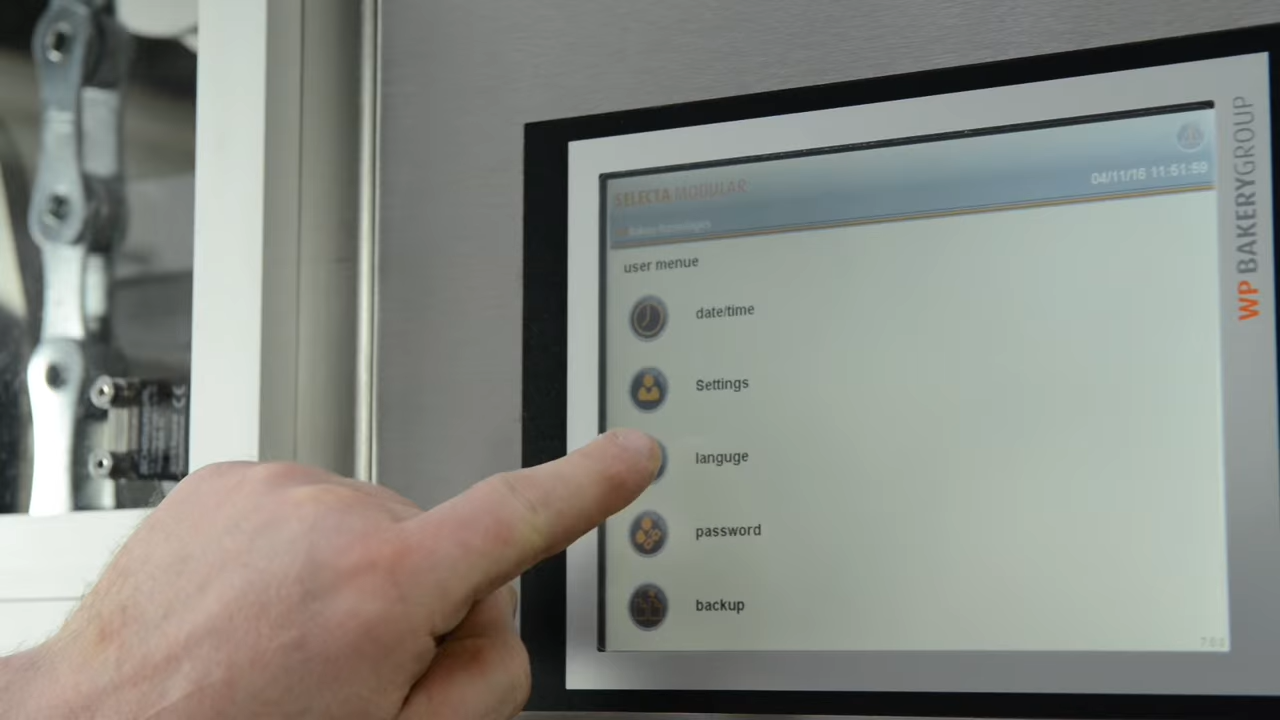 SELECTA MODULAR
04/11/16 11:51:59
user menue
date/time
Settings
languge
password
backup
WP BAKERYGROUP